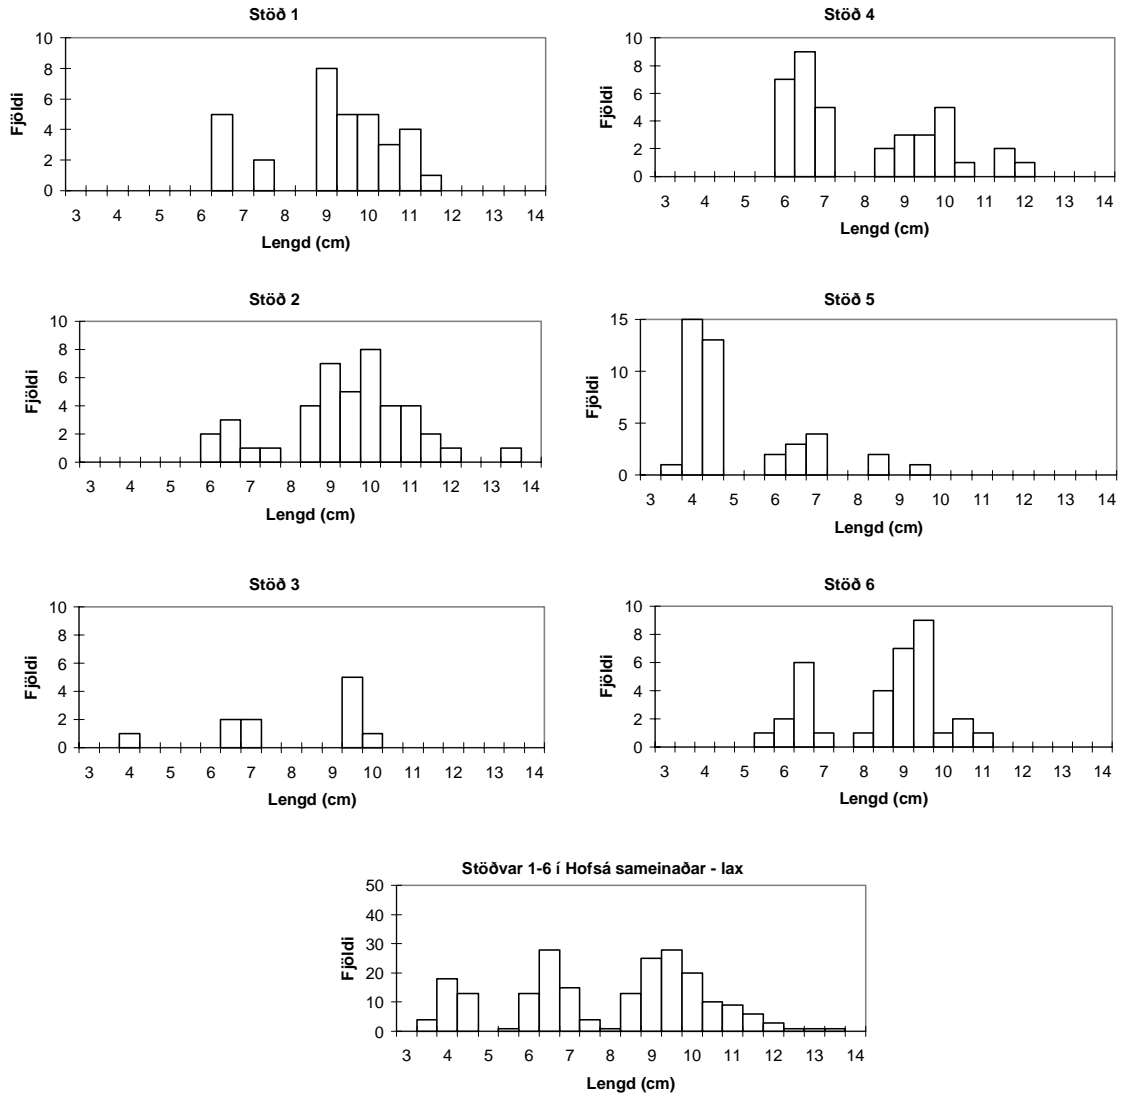 Stöð 1
10
8
6
4
2
0
Fjöldi
3 4 5 6 7 8 9 10 11 12 13 14
Lengd (cm)
Stöð 4
10
8
6
4
2
0
Fjöldi
3 4 5 6 7 8 9 10 11 12 13 14
Lengd (cm)
Stöð 2
10
8
6
4
2
0
Fjöldi
3 4 5 6 7 8 9 10 11 12 13 14
Lengd (cm)
Stöð 5
15
10
5
0
Fjöldi
3 4 5 6 7 8 9 10 11 12 13 14
Lengd (cm)
Stöð 3
10
8
6
4
2
0
Fjöldi
3 4 5 6 7 8 9 10 11 12 13 14
Lengd (cm)
Stöð 6
10
8
6
4
2
0
Fjöldi
3 4 5 6 7 8 9 10 11 12 13 14
Lengd (cm)
Stöðvar 1-6 í Hofsá sameinaðar - lax
50
40
30
20
10
0
Fjöldi
3 4 5 6 7 8 9 10 11 12 13 14
Lengd (cm)